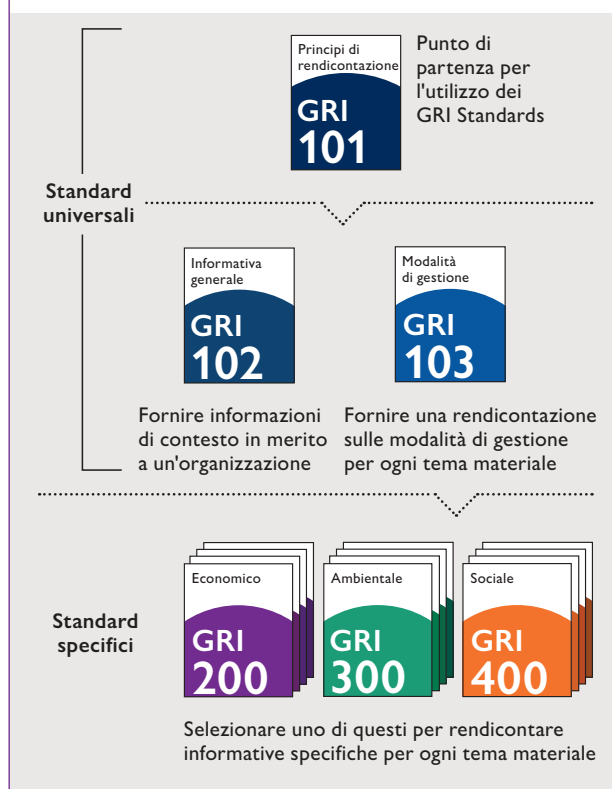 Principi di
rendicontazione
GRI
101
Punto di
partenza per
l'utilizzo dei
GRI Standards
Standard
universali
Informativa
generale
GRI
102
Modalità
di gestione
GRI
103
Fornire informazioni
di contesto in merito
a un'organizzazione
Fornire una rendicontazione
sulle modalità di gestione
per ogni tema materiale
Standard
specifici
Economico
GRI
200
Ambientale
GRI
300
Sociale
GRI
400
Selezionare uno di questi per rendicontare
informative specifiche per ogni tema materiale